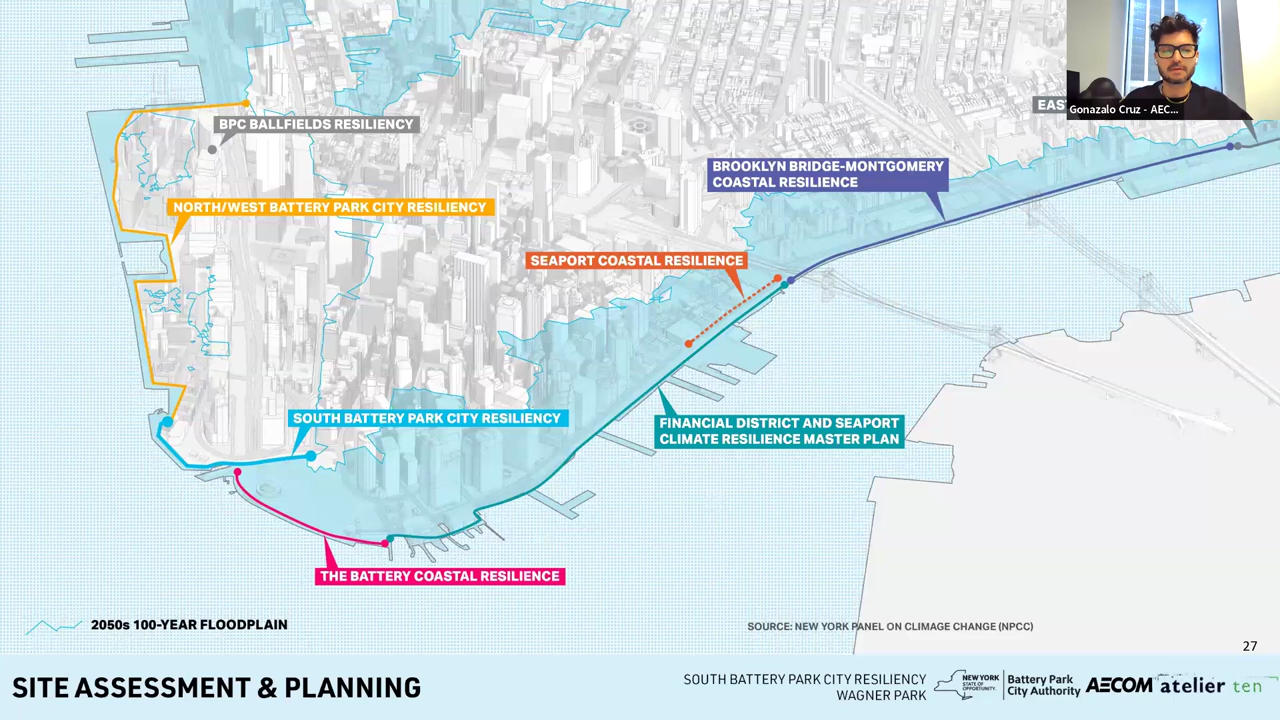 EAS
Gonazalo Cruz - AEC...
BPC BALLFIELDS RESILIENCY
BROOKLYN BRIDGE-MONTGOMERY
COASTAL RESILIENCE
NORTH/WEST BATTERY PARK CITY RESILIENCY
SEAPORT COASTAL RESILIENCE
SOUTH BATTERY PARK CITY RESILIENCY
FINANCIAL DISTRICT AND SEAPORT
CLIMATE RESILIENCE MASTER PLAN
THE BATTERY COASTAL RESILIENCE
2050s 100-YEAR FLOODPLAIN
SOURCE: NEW YORK PANEL ON CLIMAGE CHANGE (NPCC)
27
SITE ASSESSMENT & PLANNING
SOUTH BATTERY PARK CITY RESILIENCY
WAGNER PARK
NEW YORK
STATE OF
OPPORTUNITY.
Battery Park
City Authority
AECOM
atelier ten